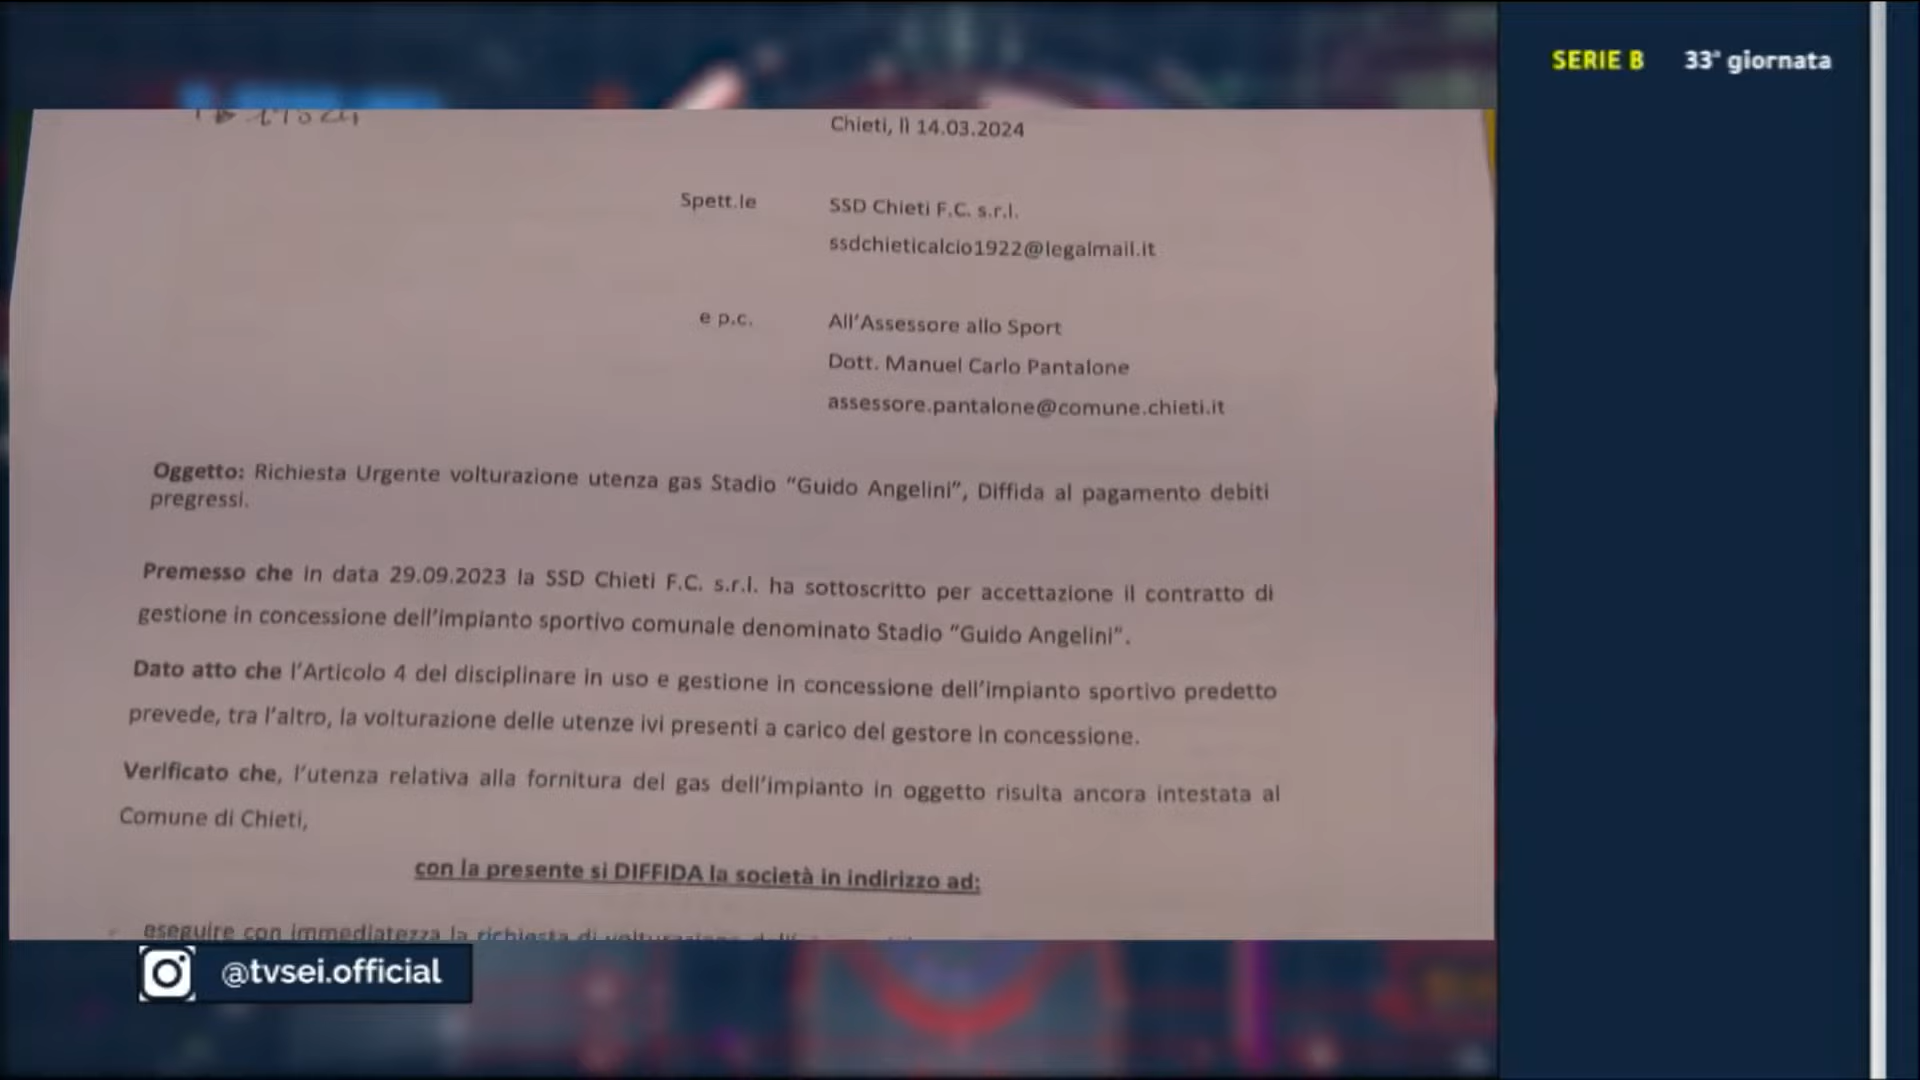 SERIE B 33ª giornata
Chieti, lì 14.03.2024
Spett.le SSD Chieti F.C. s.r.l.
ssdchieticalcio1922@legalmail.it
e p.c. All'Assessore allo Sport
Dott. Manuel Carlo Pantalone
assessore.pantalone@comune.chieti.it
Oggetto: Richiesta Urgente volturazione utenza gas Stadio "Guido Angelini", Diffida al pagamento debiti
pregressi.
Premesso che in data 29.09.2023 la SSD Chieti F.C. s.r.l. ha sottoscritto per accettazione il contratto di
gestione in concessione dell'impianto sportivo comunale denominato Stadio "Guido Angelini".
Dato atto che l'Articolo 4 del disciplinare in uso e gestione in concessione dell'impianto sportivo predetto
prevede, tra l'altro, la volturazione delle utenze ivi presenti a carico del gestore in concessione.
Verificato che, l'utenza relativa alla fornitura del gas dell'impianto in oggetto risulta ancora intestata al
Comune di Chieti,
con la presente si DIFFIDA la società in indirizzo ad:
eseguire con immediatezza la richiesta di volturazione
@tvsei.official